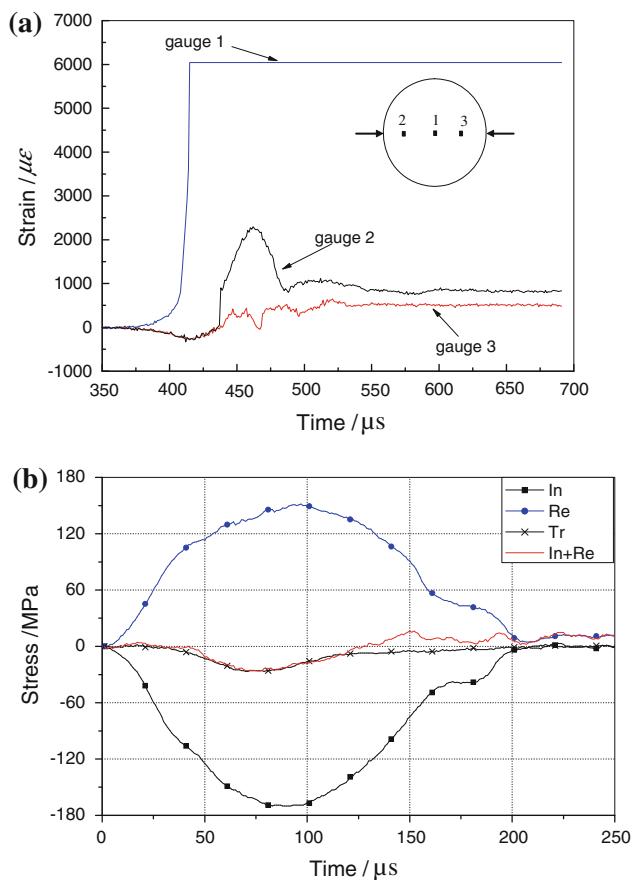 (a)
7000
6000
5000
4000
3000
2000
1000
0
-1000
Strain /με
gauge 1
2 1 3
gauge 2
gauge 3
350 400 450 500 550 600 650 700
Time /μs
(b)
180
120
60
0
-60
-120
-180
Stress /MPa
In
Re
Tr
In+Re
0 50 100 150 200 250
Time /μs